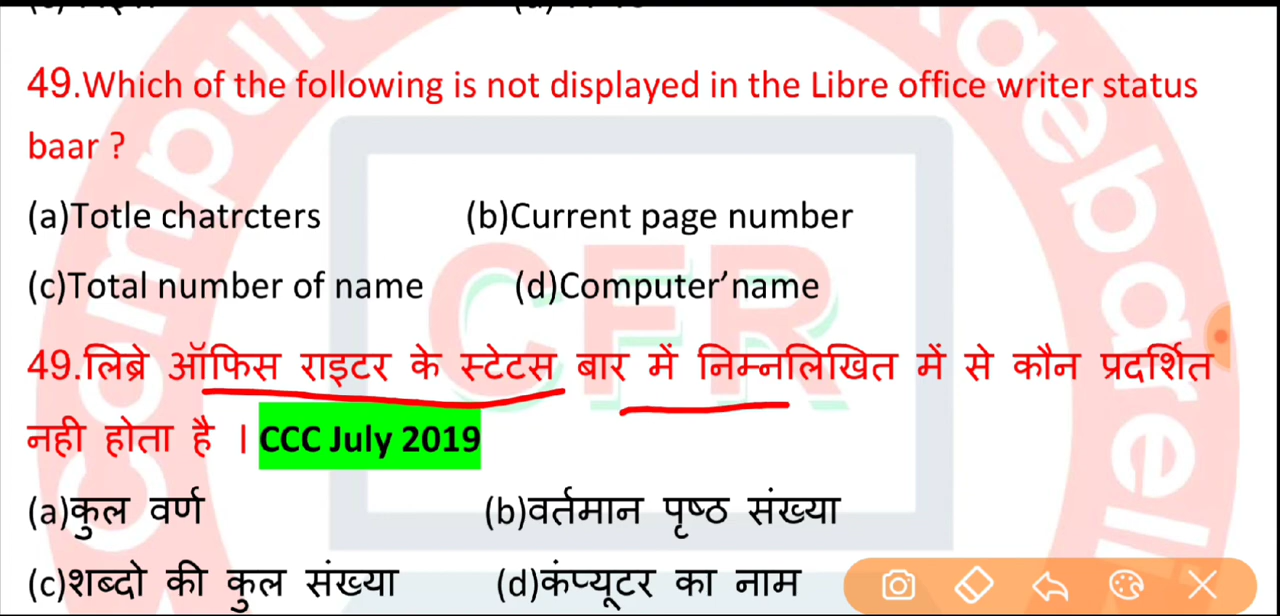 49.Which of the following is not displayed in the Libre office writer status
baar ?
(a)Totle chatrcters (b)Current page number
(c)Total number of name (d)Computer’name
49.लिब्रे ऑफिस राइटर के स्टेटस बार में निम्नलिखित में से कौन प्रदर्शित
नही होता है । CCC July 2019
(a)कुल वर्ण (b)वर्तमान पृष्ठ संख्या
(c)शब्दो की कुल संख्या (d)कंप्यूटर का नाम
CFR